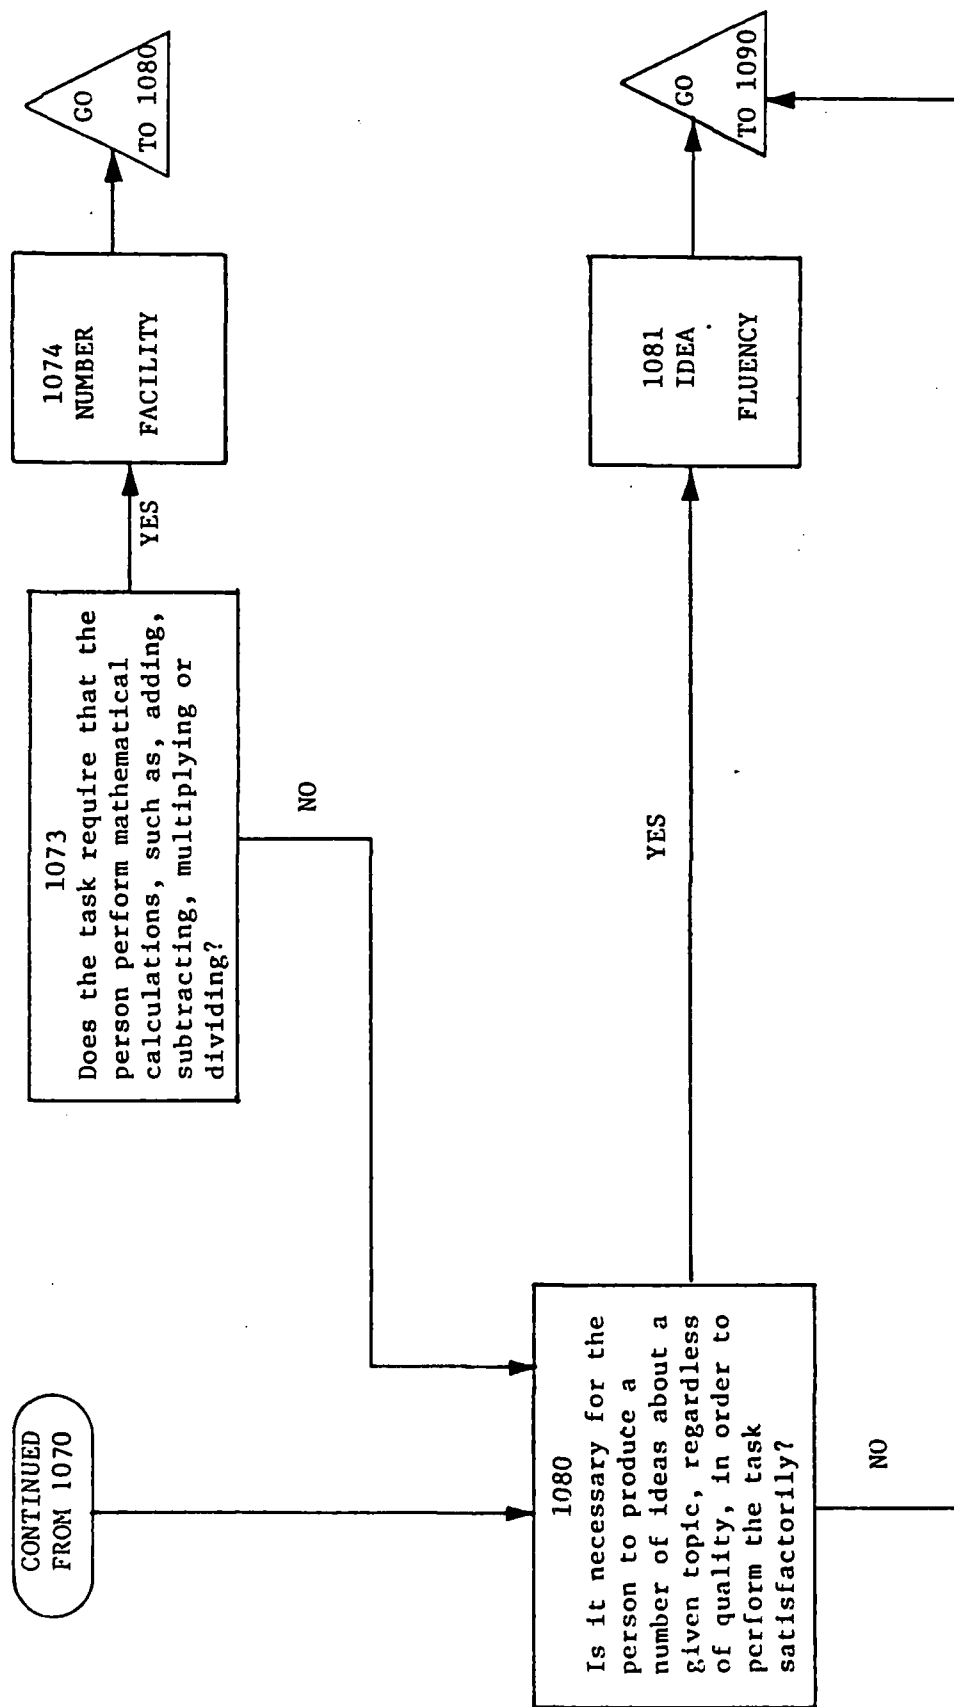 CONTINUED
FROM 1070
1073
Does the task require that the
person perform mathematical
calculations, such as, adding,
subtracting, multiplying or
dividing?
YES
1074
NUMBER
FACILITY
GO
TO 1080
NO
1080
Is it necessary for the
person to produce a
number of ideas about a
given topic, regardless
of quality, in order to
perform the task
satisfactorily?
YES
1081
IDEA
FLUENCY
GO
TO 1090
NO